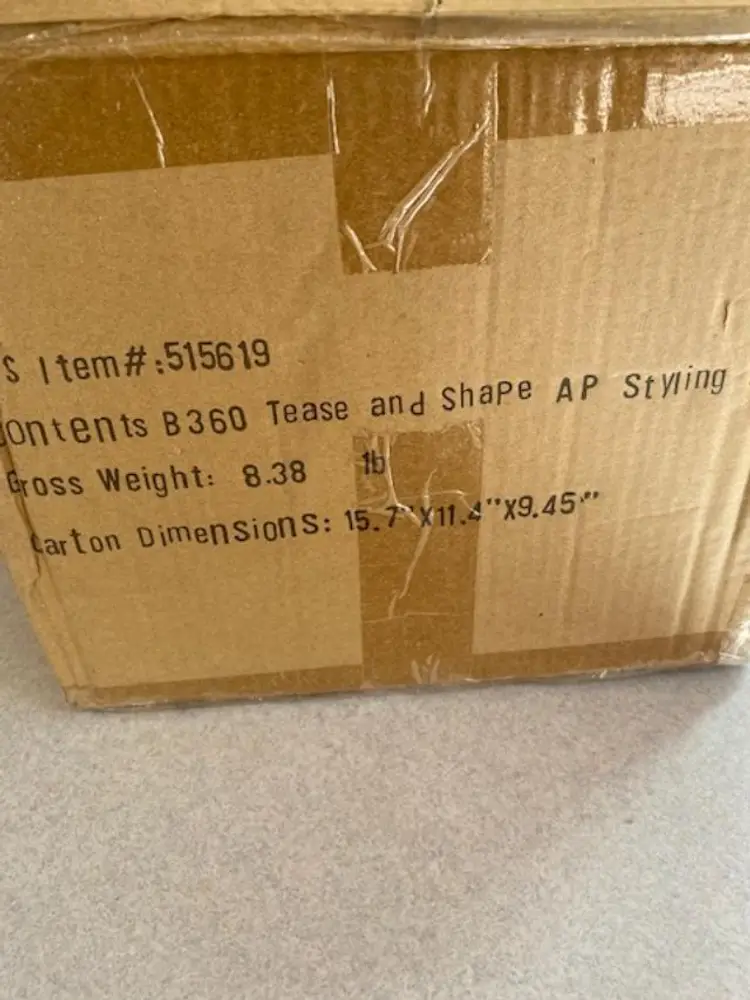 S Item#:515619
Contents B360 Tease and Shape AP Styling
Gross Weight: 8.38 lb
Carton Dimensions: 15.7"X11.4"X9.45""